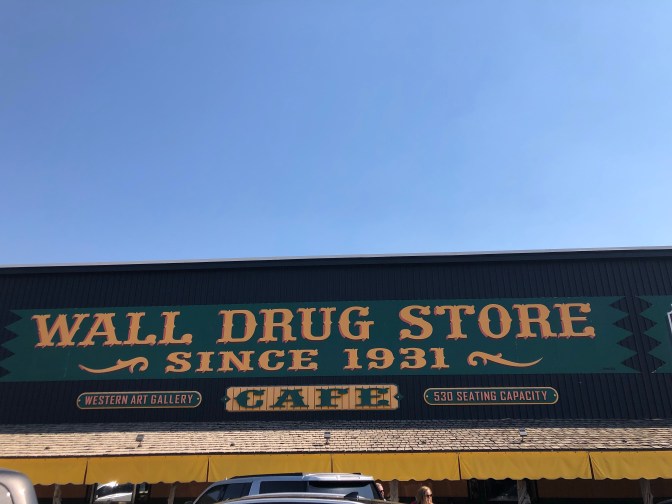 WALL DRUG STORE
SINCE 1931
WESTERN ART GALLERY
CAFE
530 SEATING CAPACITY